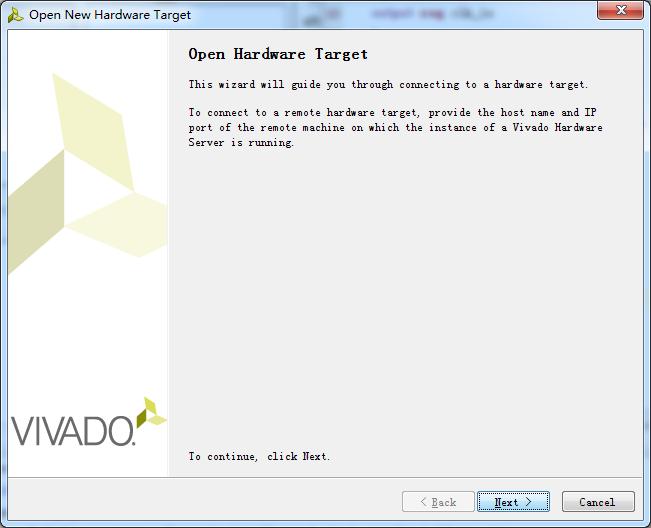 Open New Hardware Target
Open Hardware Target
This wizard will guide you through connecting to a hardware target.
To connect to a remote hardware target, provide the host name and IP
port of the remote machine on which the instance of a Vivado Hardware
Server is running.
VIVADO.
To continue, click Next.
< Back
Next >
Cancel